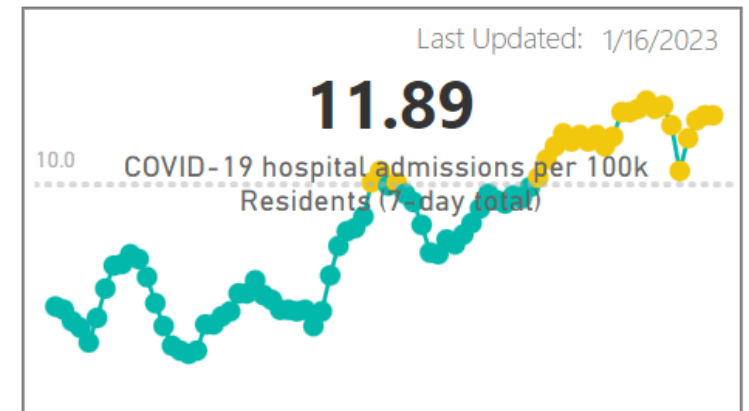 Last Updated: 1/16/2023
11.89
10.0
COVID-19 hospital admissions per 100k
Residents (7-day total)